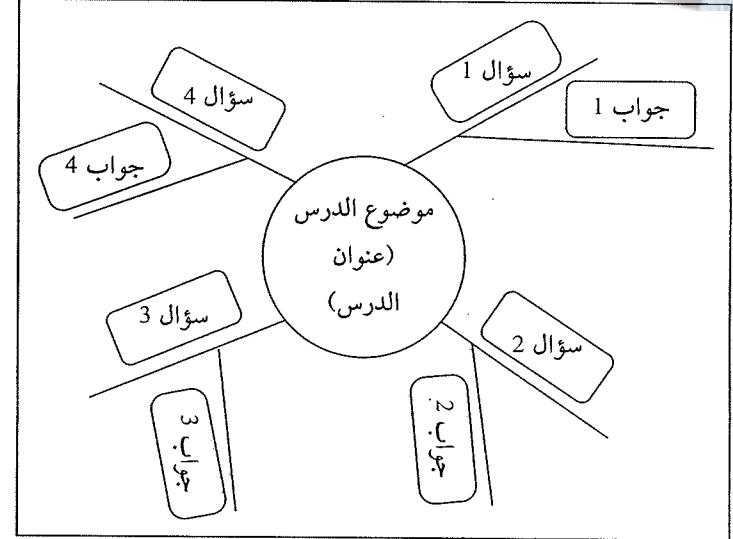 سؤال 1
جواب 1
سؤال 4
جواب 4
موضوع الدرس
(عنوان
الدرس)
سؤال 2
جواب 2
سؤال 3
جواب 3